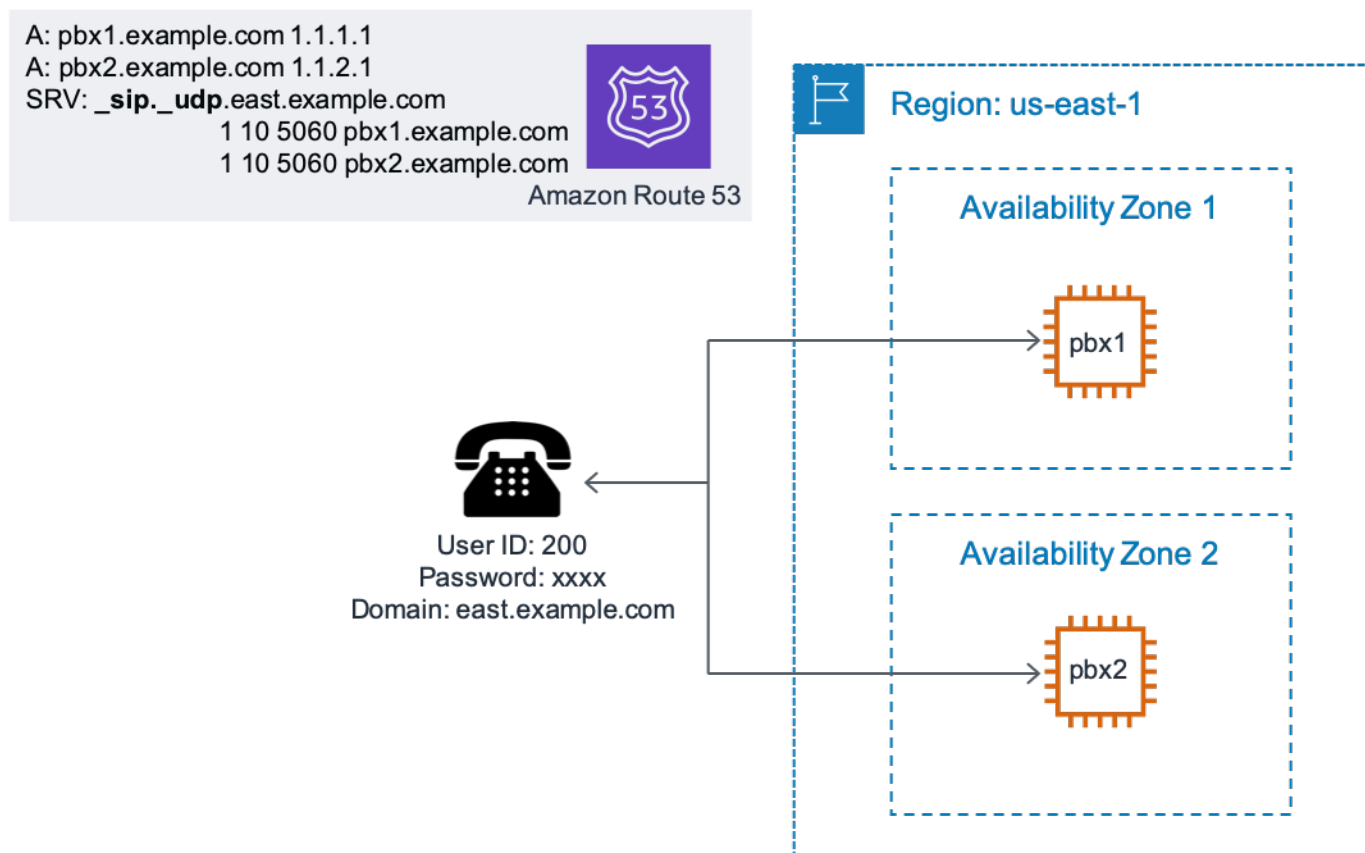 A: pbx1.example.com 1.1.1.1
A: pbx2.example.com 1.1.2.1
SRV: _sip._udp.east.example.com
1 10 5060 pbx1.example.com
1 10 5060 pbx2.example.com
53
Amazon Route 53
Region: us-east-1
Availability Zone 1
pbx1
User ID: 200
Password: xxxx
Domain: east.example.com
Availability Zone 2
pbx2